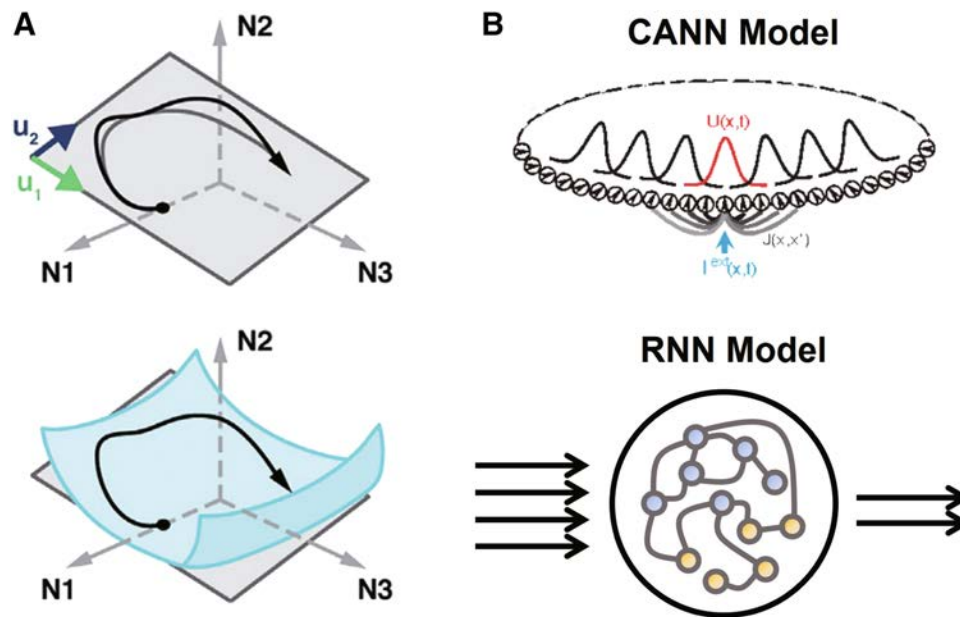 A
N2
u2
u1
N1
N3
N2
N1
N3
B
CANN Model
U(x,t)
J(x,x')
I^ext(x,t)
RNN Model